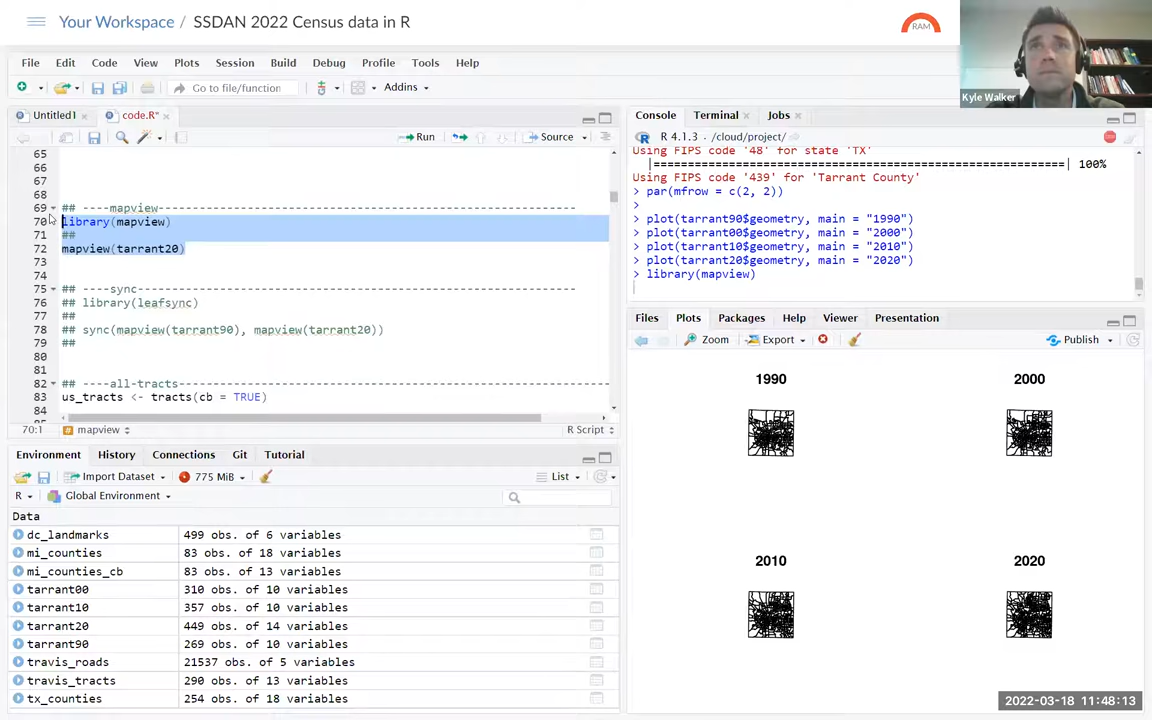 Your Workspace / SSDAN 2022 Census data in R
RAM
Kyle Walker
File Edit Code View Plots Session Build Debug Profile Tools Help
Go to file/function Addins
Untitled1 code.R*
Run Source
65
66
67
68
69 ## ----mapview-----------------------------------------------------------
70 library(mapview)
71 ##
72 mapview(tarrant20)
73
74
75 ## ----sync--------------------------------------------------------------
76 ## library(leafsync)
77 ##
78 ## sync(mapview(tarrant90), mapview(tarrant20))
79 ##
80
81
82 ## ----all-tracts-------------------------------------------------------------
83 us_tracts <- tracts(cb = TRUE)
84
70:1 mapview R Script
Console Terminal Jobs
R 4.1.3 . /cloud/project/
Using FIPS code '48' for state 'TX'
|=================================================================| 100%
Using FIPS code '439' for 'Tarrant County'
> par(mfrow = c(2, 2))
>
> plot(tarrant90$geometry, main = "1990")
> plot(tarrant00$geometry, main = "2000")
> plot(tarrant10$geometry, main = "2010")
> plot(tarrant20$geometry, main = "2020")
> library(mapview)
Files Plots Packages Help Viewer Presentation
Zoom Export Publish
1990 2000
2010 2020
Environment History Connections Git Tutorial
Import Dataset 775 MiB List
R Global Environment
Data
dc_landmarks 499 obs. of 6 variables
mi_counties 83 obs. of 18 variables
mi_counties_cb 83 obs. of 13 variables
tarrant00 310 obs. of 10 variables
tarrant10 357 obs. of 10 variables
tarrant20 449 obs. of 14 variables
tarrant90 269 obs. of 10 variables
travis_roads 21537 obs. of 5 variables
travis_tracts 290 obs. of 13 variables
tx_counties 254 obs. of 18 variables
2022-03-18 11:48:13